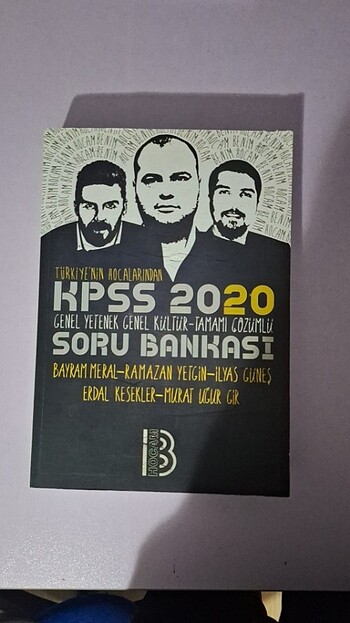 TÜRKİYE'NİN HOCALARINDAN
KPSS 2020
GENEL YETENEK GENEL KÜLTÜR-TAMAMI ÇÖZÜMLÜ
SORU BANKASI
BAYRAM MERAL-RAMAZAN YETGİN-İLYAS GÜNEŞ
ERDAL KESEKLER-MURAT UĞUR GİR
B
HOCAM